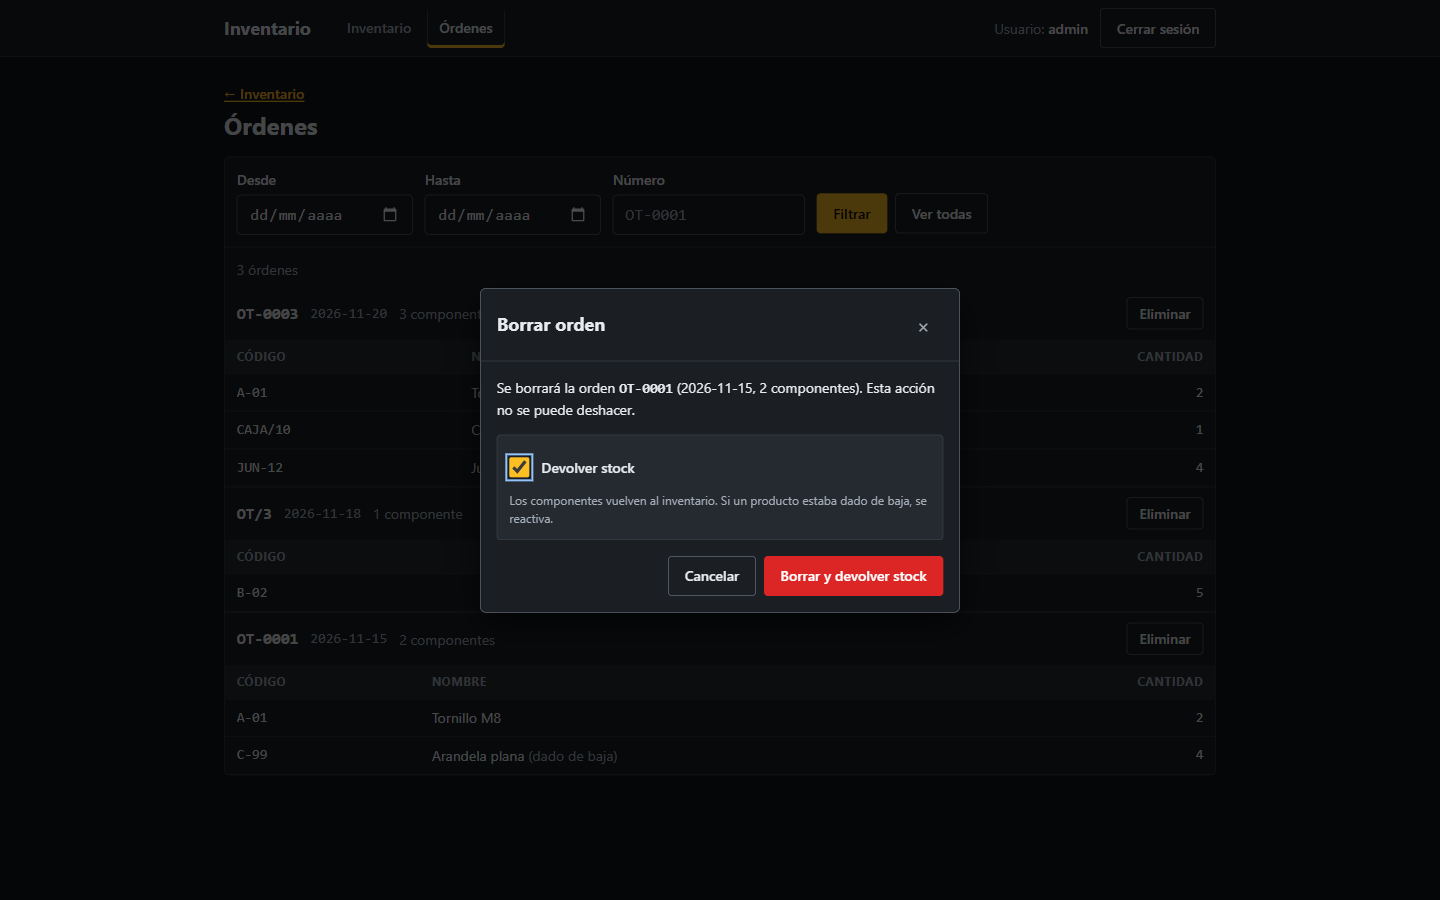 Inventario
Inventario
Órdenes
Usuario: admin
Cerrar sesión
← Inventario
Órdenes
Desde
Hasta
Número
dd/mm/aaaa
dd/mm/aaaa
OT-0001
Filtrar
Ver todas
3 órdenes
OT-0003 2026-11-20 3 component
Eliminar
CÓDIGO N CANTIDAD
A-01 To 2
CAJA/10 C 1
JUN-12 Ju 4
OT/3 2026-11-18 1 componente
Eliminar
CÓDIGO CANTIDAD
B-02 5
OT-0001 2026-11-15 2 componentes
Eliminar
CÓDIGO NOMBRE CANTIDAD
A-01 Tornillo M8 2
C-99 Arandela plana (dado de baja) 4
Borrar orden
×
Se borrará la orden OT-0001 (2026-11-15, 2 componentes). Esta acción
no se puede deshacer.
Devolver stock
Los componentes vuelven al inventario. Si un producto estaba dado de baja, se
reactiva.
Cancelar
Borrar y devolver stock